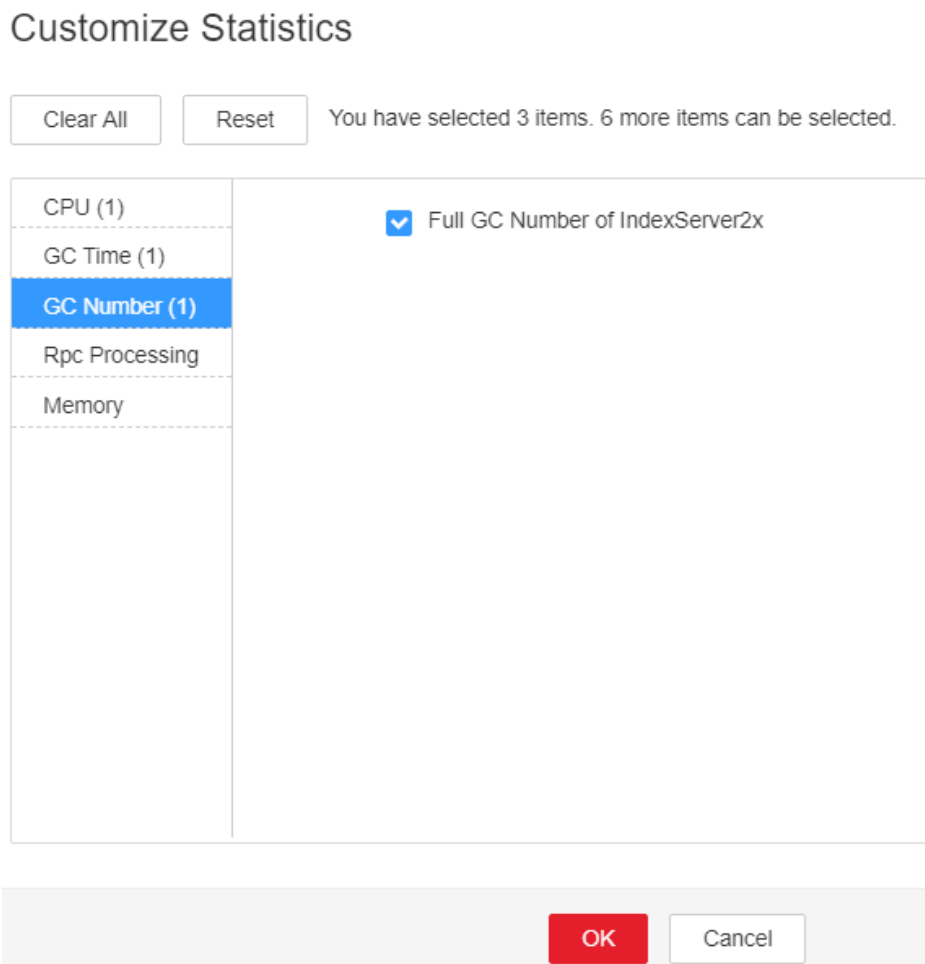 Customize Statistics
Clear All
Reset
You have selected 3 items. 6 more items can be selected.
CPU (1)
GC Time (1)
GC Number (1)
Rpc Processing
Memory
Full GC Number of IndexServer2x
OK
Cancel